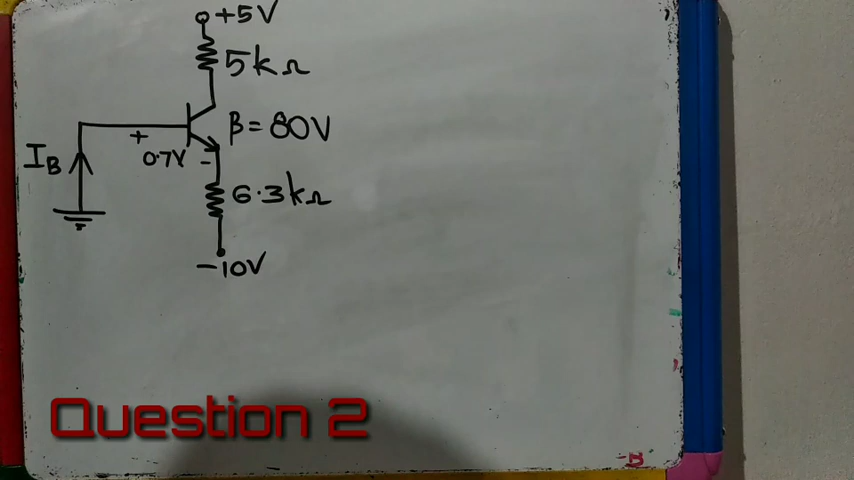 +5V
5kΩ
β = 80V
+
IB
0.7V -
6.3kΩ
-10V
Question 2